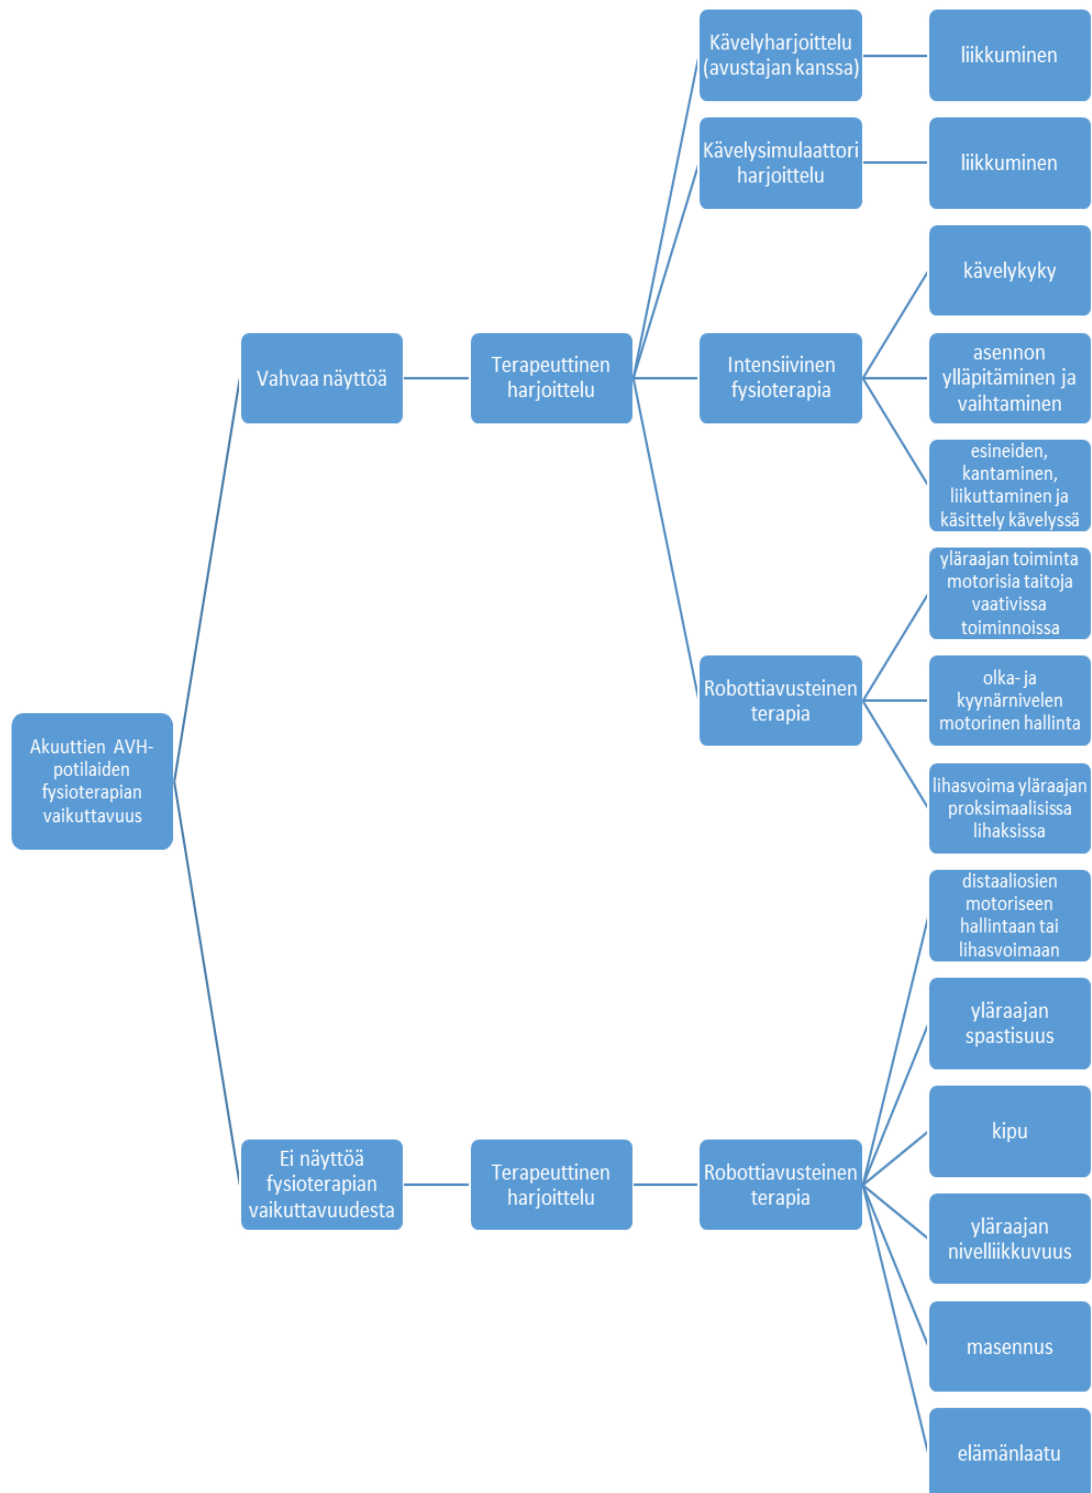 Kävelyharjoittelu
(avustajan kanssa)
liikkuminen
Kävelysimulaattori
harjoittelu
liikkuminen
kävelykyky
Vahvaa näyttöä
Terapeuttinen
harjoittelu
Intensiivinen
fysioterapia
asennon
ylläpitäminen ja
vaihtaminen
esineiden,
kantaminen,
liikuttaminen ja
käsittely kävelyssä
yläraajan toiminta
motorisia taitoja
vaativissa
toiminnoissa
Robottiavusteinen
terapia
olka- ja
kyynärnivelen
motorinen hallinta
Akuuttien AVH-
potilaiden
fysioterapian
vaikuttavuus
lihasvoima yläraajan
proksimaalisissa
lihaksissa
distaaliosien
motoriseen
hallintaan tai
lihasvoimaan
yläraajan
spastisuus
kipu
Ei näyttöä
fysioterapian
vaikuttavuudesta
Terapeuttinen
harjoittelu
Robottiavusteinen
terapia
yläraajan
nivelliikkuvuus
masennus
elämänlaatu